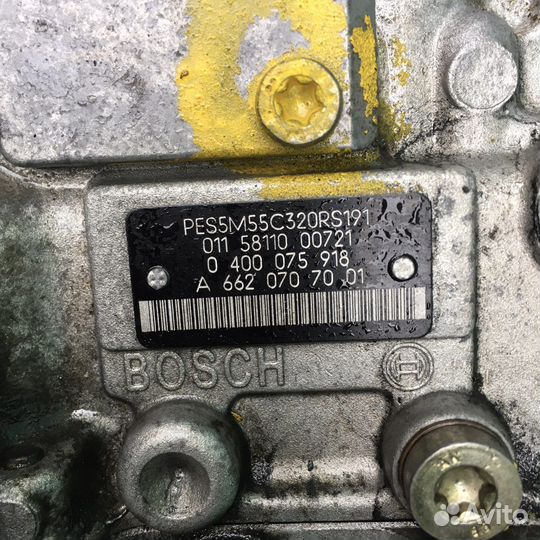 PES5M55C320RS191
011 58110 00721
0 400 075 918
A 662 070 70 01
BOSCH
Avito